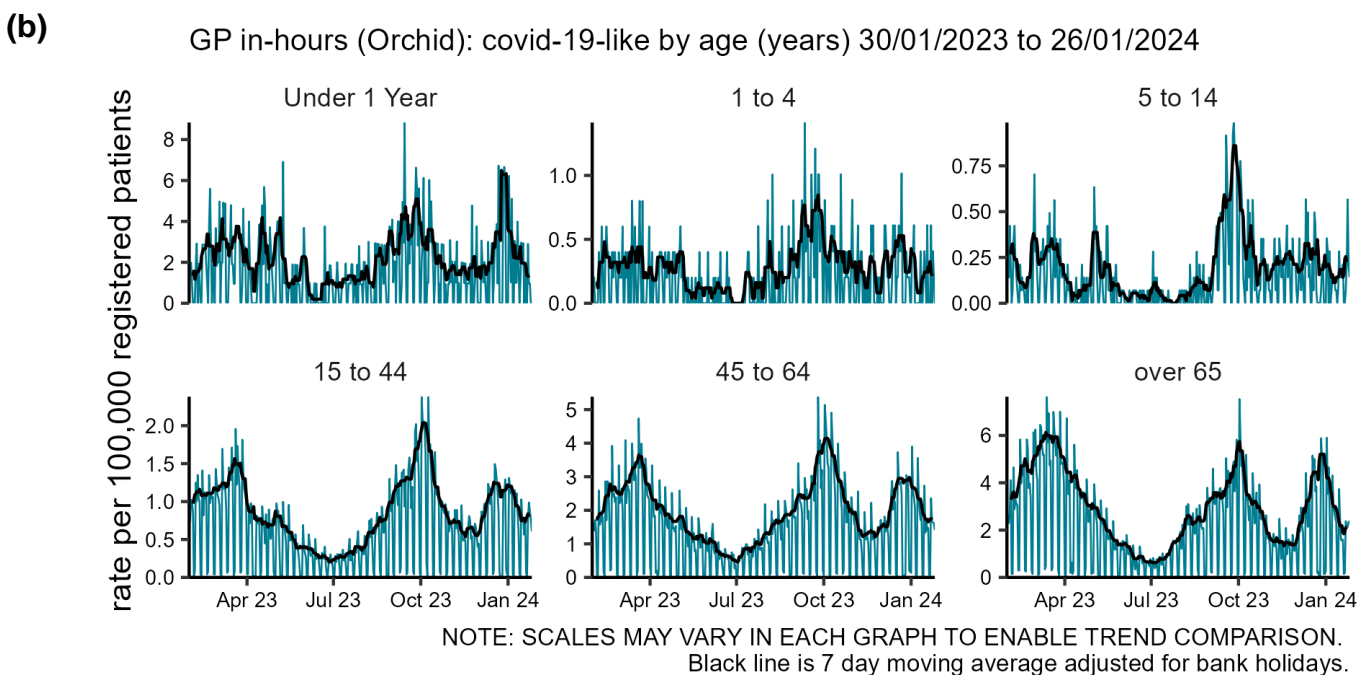 (b)
GP in-hours (Orchid): covid-19-like by age (years) 30/01/2023 to 26/01/2024
rate per 100,000 registered patients
Under 1 Year
8
6
4
2
0
1 to 4
1.0
0.5
0.0
5 to 14
0.75
0.50
0.25
0.00
15 to 44
2.0
1.5
1.0
0.5
0.0
Apr 23 Jul 23 Oct 23 Jan 24
45 to 64
5
4
3
2
1
0
Apr 23 Jul 23 Oct 23 Jan 24
over 65
6
4
2
0
Apr 23 Jul 23 Oct 23 Jan 24
NOTE: SCALES MAY VARY IN EACH GRAPH TO ENABLE TREND COMPARISON.
Black line is 7 day moving average adjusted for bank holidays.